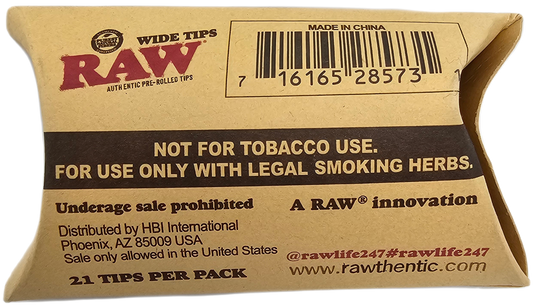 WIDE TIPS
RAW
AUTHENTIC PRE-ROLLED TIPS
MADE IN CHINA
7 16165 28573 1
NOT FOR TOBACCO USE.
FOR USE ONLY WITH LEGAL SMOKING HERBS.
Underage sale prohibited
A RAW® innovation
Distributed by HBI International
Phoenix, AZ 85009 USA
Sale only allowed in the United States
21 TIPS PER PACK
@rawlife247#rawlife247
www.rawthentic.com